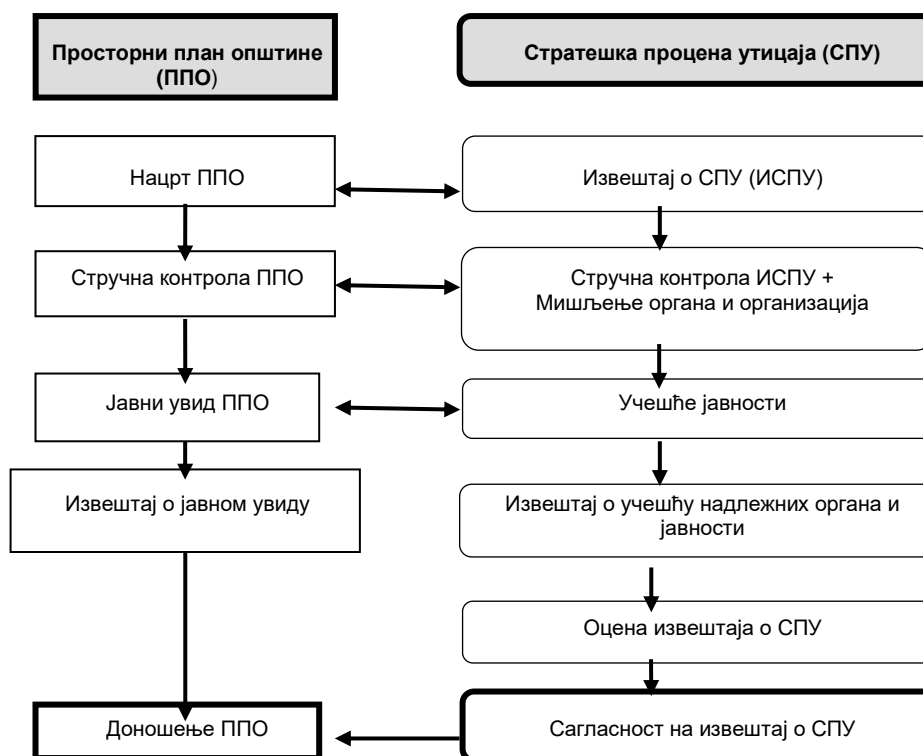 Просторни план општине
(ППО)
Стратешка процена утицаја (СПУ)
Нацрт ППО
Извештај о СПУ (ИСПУ)
Стручна контрола ППО
Стручна контрола ИСПУ +
Мишљење органа и организација
Јавни увид ППО
Учешће јавности
Извештај о јавном увиду
Извештај о учешћу надлежних органа и
јавности
Оцена извештаја о СПУ
Доношење ППО
Сагласност на извештај о СПУ